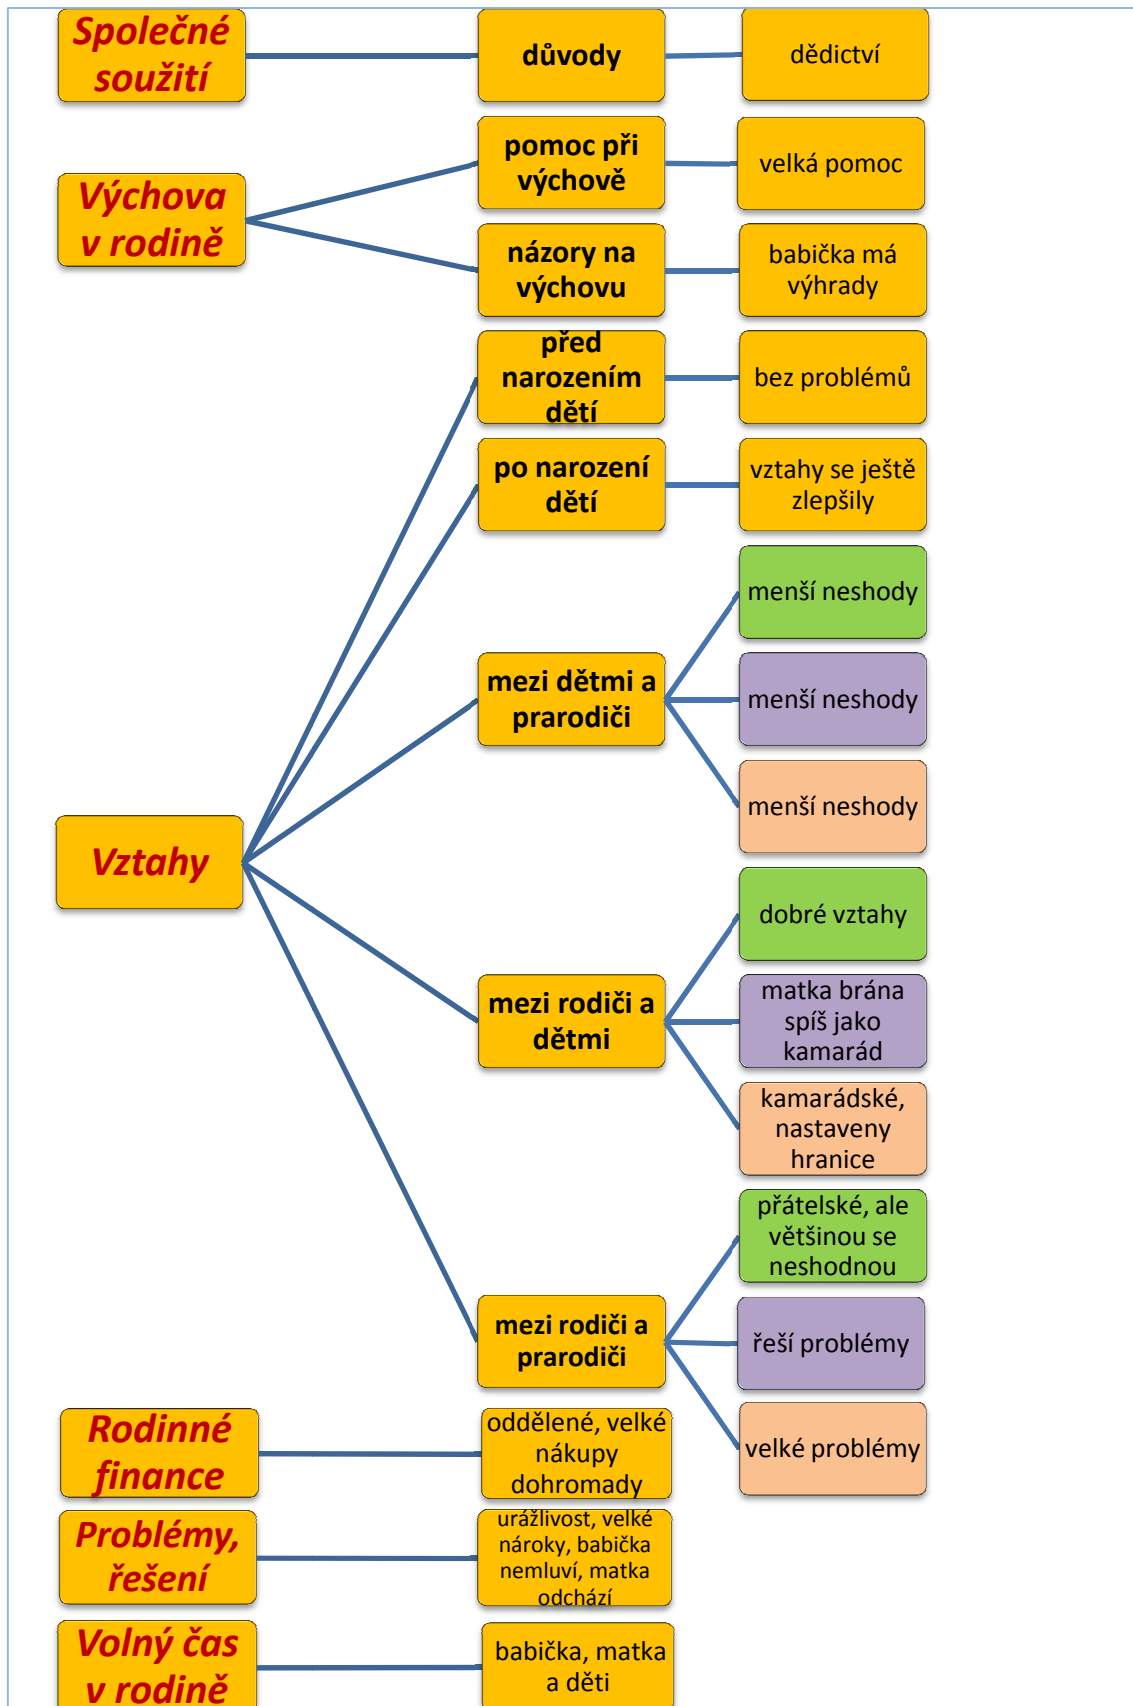 Společné
soužití
důvody
dědictví
Výchova
v rodině
pomoc při
výchově
velká pomoc
názory na
výchovu
babička má
výhrady
Vztahy
před
narozením
dětí
bez problémů
po narození
dětí
vztahy se ještě
zlepšily
mezi dětmi a
prarodiči
menší neshody
menší neshody
menší neshody
mezi rodiči a
dětmi
dobré vztahy
matka brána
spíš jako
kamarád
kamarádské,
nastaveny
hranice
mezi rodiči a
prarodiči
přátelské, ale
většinou se
neshodnou
řeší problémy
velké problémy
Rodinné
finance
oddělené, velké
nákupy
dohromady
Problémy,
řešení
urážlivost, velké
nároky, babička
nemluví, matka
odchází
Volný čas
v rodině
babička, matka
a děti